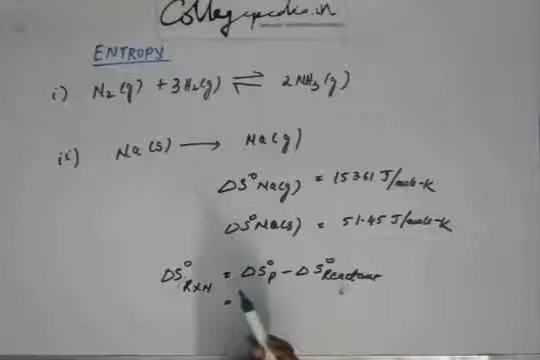 Collegepedia.in
ENTROPY
i) N₂(g) + 3H₂(g) ⇌ 2NH₃(g)
ii) Na(s) ⟶ Na(g)
ΔS° Na(g) = 153.61 J/mole-K
ΔS° Na(s) = 51.45 J/mole-K
ΔS°RXN = ΔS°P - ΔS°Reactant
=